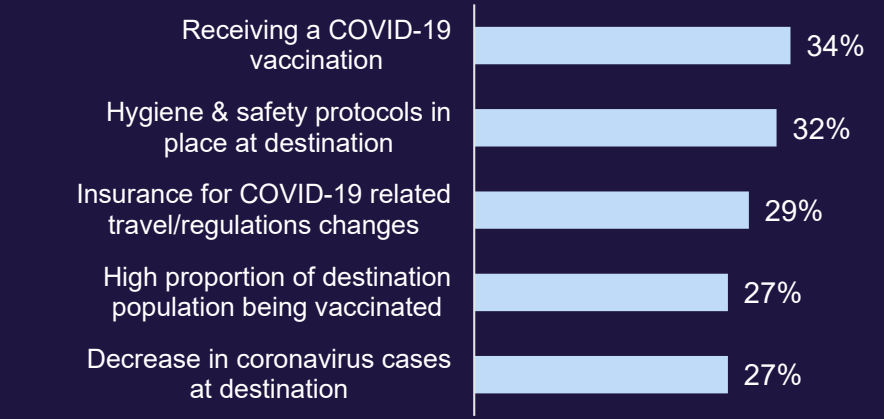 Receiving a COVID-19
vaccination
34%
Hygiene & safety protocols in
place at destination
32%
Insurance for COVID-19 related
travel/regulations changes
29%
High proportion of destination
population being vaccinated
27%
Decrease in coronavirus cases
at destination
27%